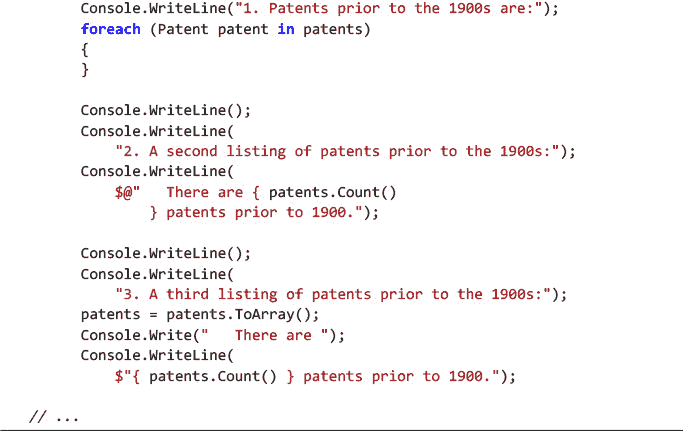 Console.WriteLine("1. Patents prior to the 1900s are:");
foreach (Patent patent in patents)
{
}
Console.WriteLine();
Console.WriteLine(
"2. A second listing of patents prior to the 1900s:");
Console.WriteLine(
$@"   There are { patents.Count()
} patents prior to 1900.");
Console.WriteLine();
Console.WriteLine(
"3. A third listing of patents prior to the 1900s:");
patents = patents.ToArray();
Console.Write("   There are ");
Console.WriteLine(
$"{ patents.Count() } patents prior to 1900.");
// ...